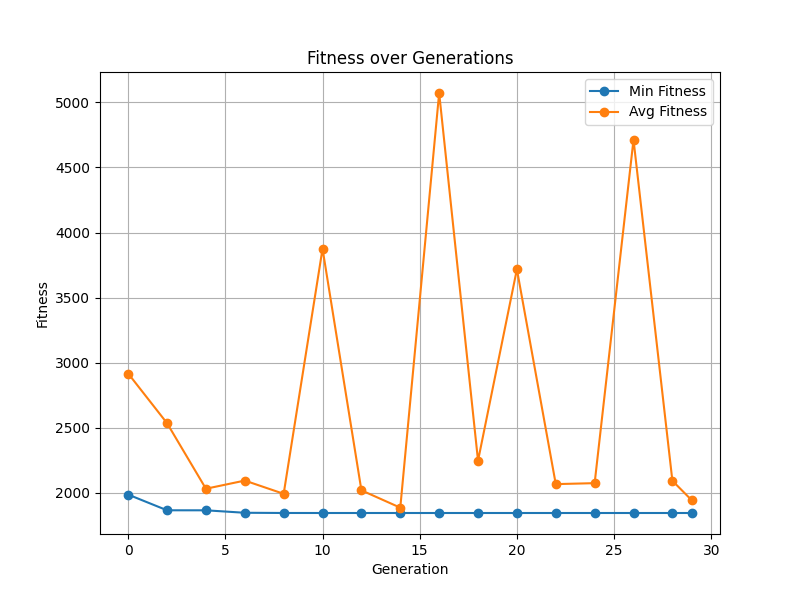 Fitness over Generations
Min Fitness
Avg Fitness
5000
4500
4000
3500
3000
2500
2000
Fitness
0 5 10 15 20 25 30
Generation